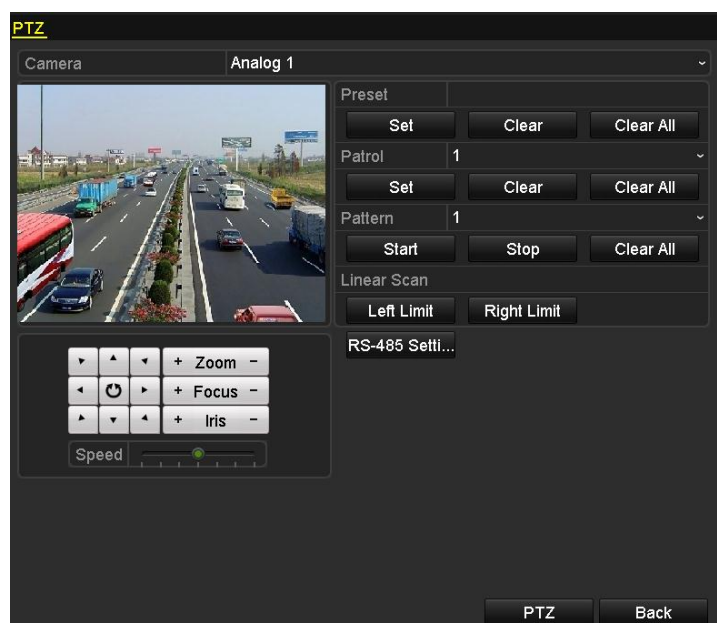 PTZ
Camera Analog 1
Preset
Set Clear Clear All
Patrol 1
Set Clear Clear All
Pattern 1
Start Stop Clear All
Linear Scan
Left Limit Right Limit
RS-485 Setti...
+ Zoom -
+ Focus -
+ Iris -
Speed
PTZ Back